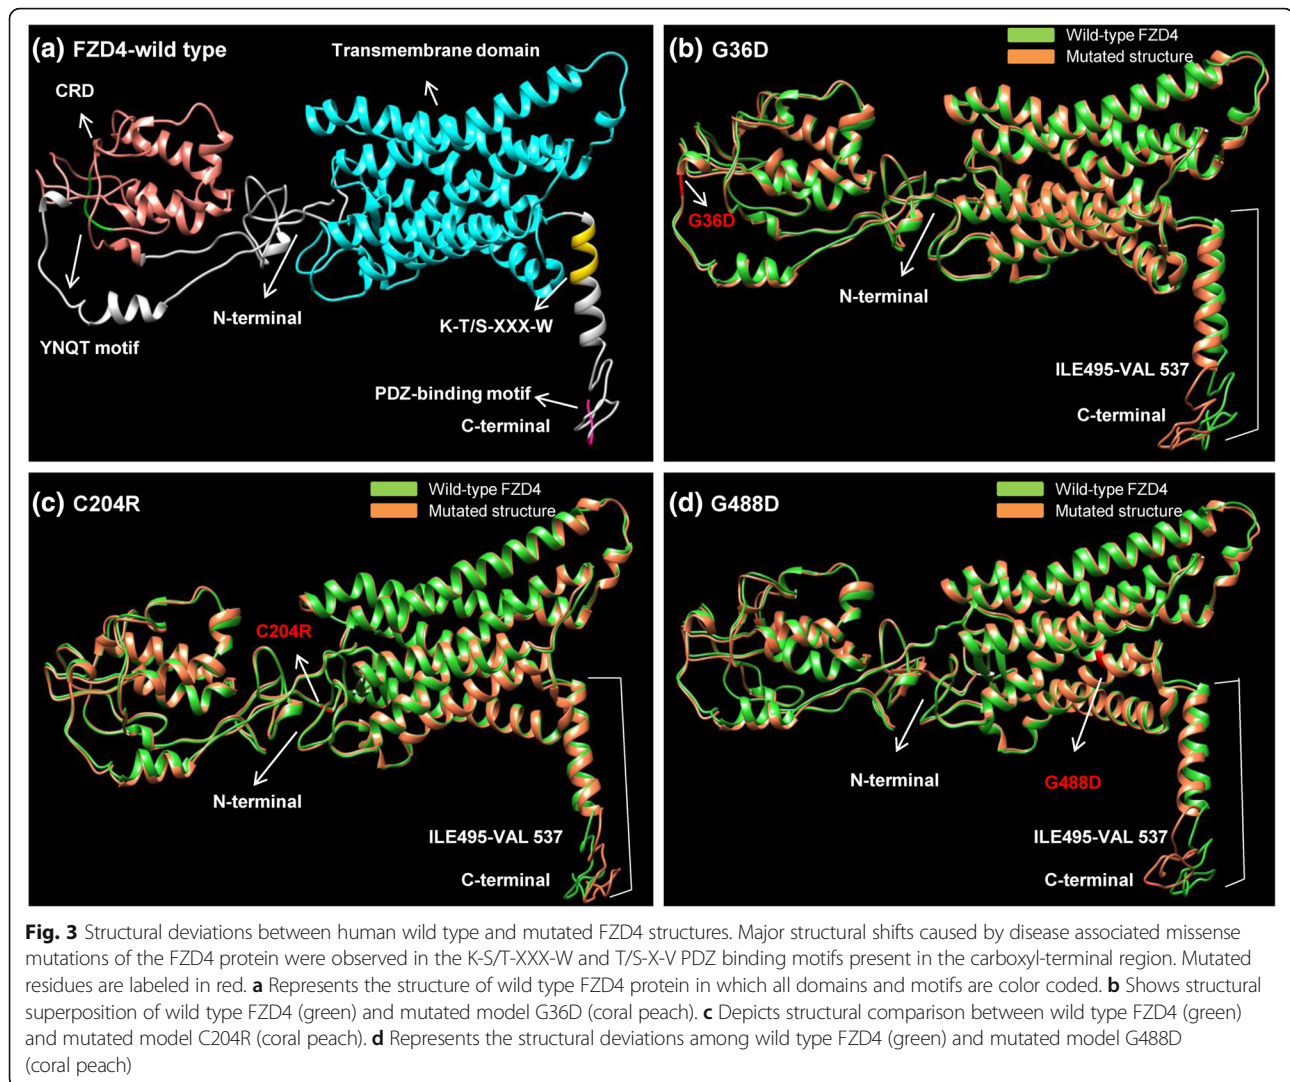 (a) FZD4-wild type
Transmembrane domain
CRD
N-terminal
YNQT motif
K-T/S-XXX-W
PDZ-binding motif
C-terminal
(b) G36D
Wild-type FZD4
Mutated structure
G36D
N-terminal
ILE495-VAL 537
C-terminal
(c) C204R
Wild-type FZD4
Mutated structure
C204R
N-terminal
ILE495-VAL 537
C-terminal
(d) G488D
Wild-type FZD4
Mutated structure
N-terminal
G488D
ILE495-VAL 537
C-terminal
Fig. 3 Structural deviations between human wild type and mutated FZD4 structures. Major structural shifts caused by disease associated missense
mutations of the FZD4 protein were observed in the K-S/T-XXX-W and T/S-X-V PDZ binding motifs present in the carboxyl-terminal region. Mutated
residues are labeled in red. a Represents the structure of wild type FZD4 protein in which all domains and motifs are color coded. b Shows structural
superposition of wild type FZD4 (green) and mutated model G36D (coral peach). c Depicts structural comparison between wild type FZD4 (green)
and mutated model C204R (coral peach). d Represents the structural deviations among wild type FZD4 (green) and mutated model G488D
(coral peach)